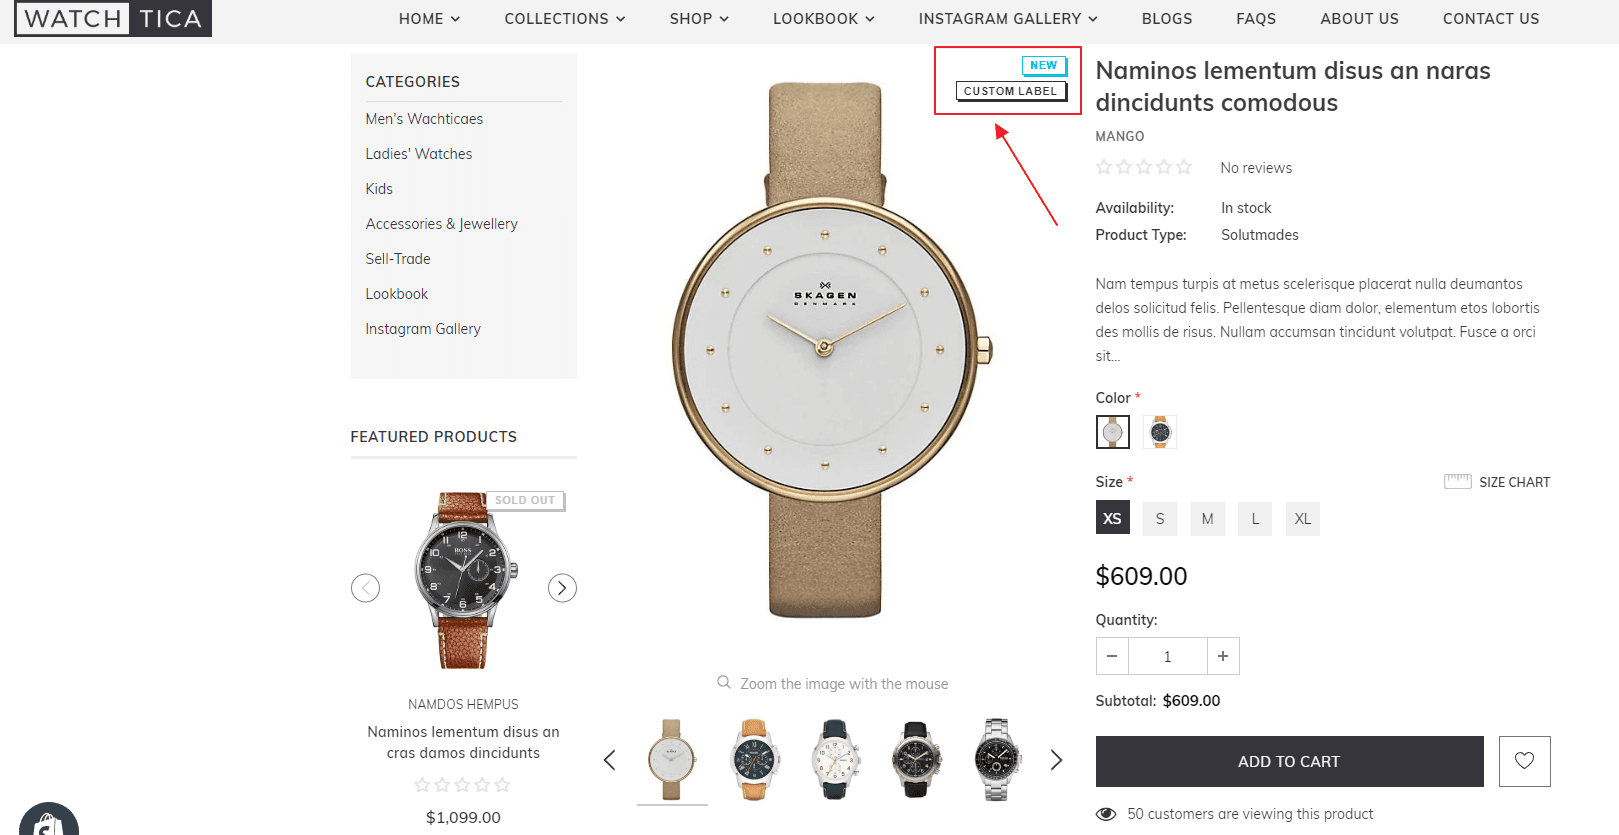 WATCH TICA
HOME
COLLECTIONS
SHOP
LOOKBOOK
INSTAGRAM GALLERY
BLOGS
FAQS
ABOUT US
CONTACT US
CATEGORIES
Men's Wachticaes
Ladies' Watches
Kids
Accessories & Jewellery
Sell-Trade
Lookbook
Instagram Gallery
FEATURED PRODUCTS
SOLD OUT
BOSS
NAMDOS HEMPUS
Naminos lementum disus an
cras damos dincidunts
$1,099.00
NEW
CUSTOM LABEL
SKAGEN
DENMARK
Zoom the image with the mouse
Naminos lementum disus an naras
dincidunts comodous
MANGO
No reviews
Availability: In stock
Product Type: Solutmades
Nam tempus turpis at metus scelerisque placerat nulla deumantos
delos solicitud felis. Pellentesque diam dolor, elementum etos lobortis
des mollis de risus. Nullam accumsan tincidunt volutpat. Fusce a orci
sit...
Color *
Size *
SIZE CHART
XS S M L XL
$609.00
Quantity:
− 1 +
Subtotal: $609.00
ADD TO CART
50 customers are viewing this product